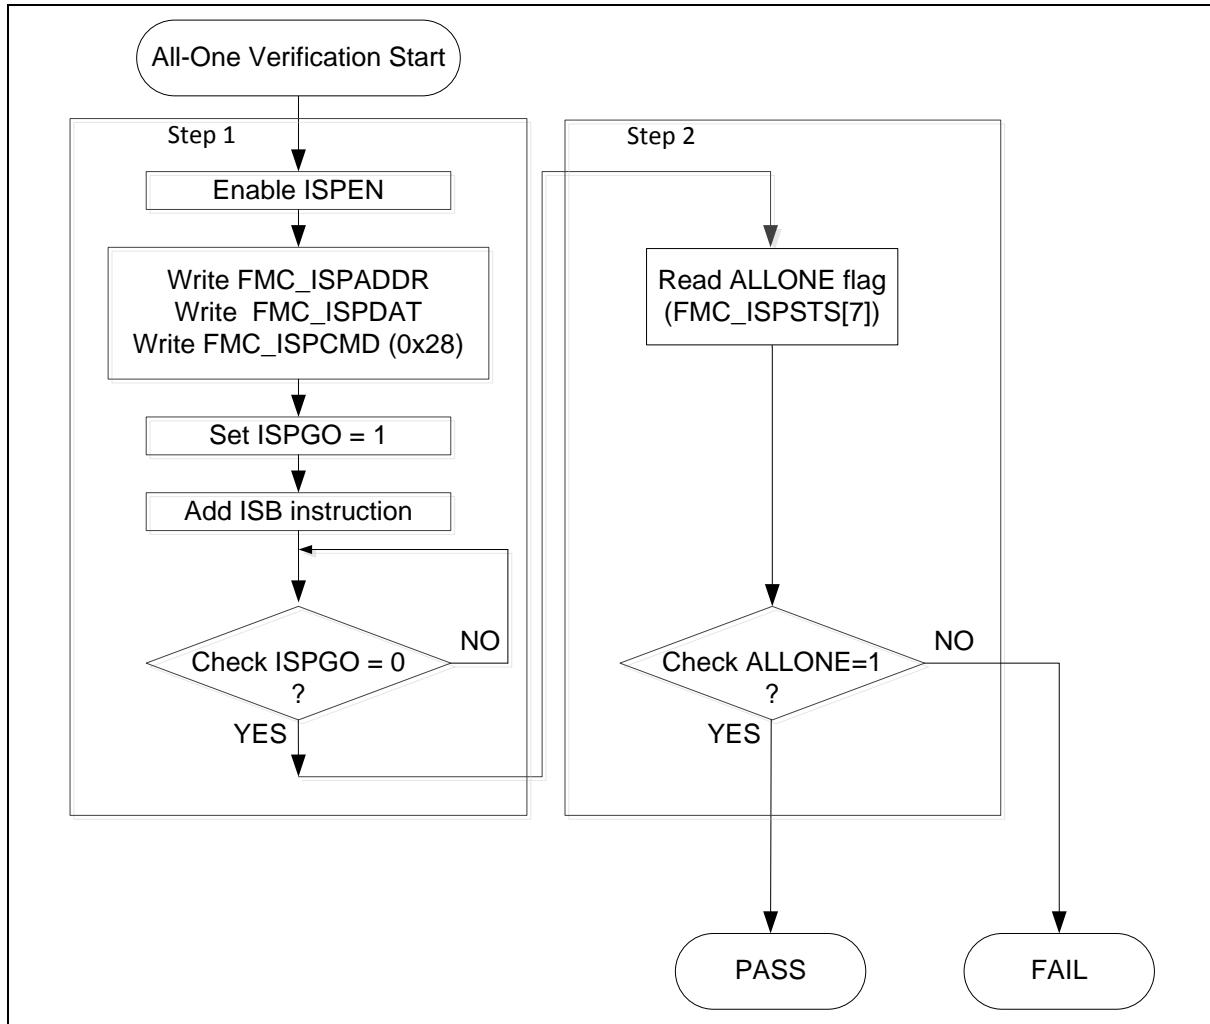 All-One Verification Start
Step 1
Enable ISPEN
Write FMC_ISPADDR
Write FMC_ISPDAT
Write FMC_ISPCMD (0x28)
Set ISPGO = 1
Add ISB instruction
NO
Check ISPGO = 0
?
YES
Step 2
Read ALLONE flag
(FMC_ISPSTS[7])
NO
Check ALLONE=1
?
YES
PASS
FAIL